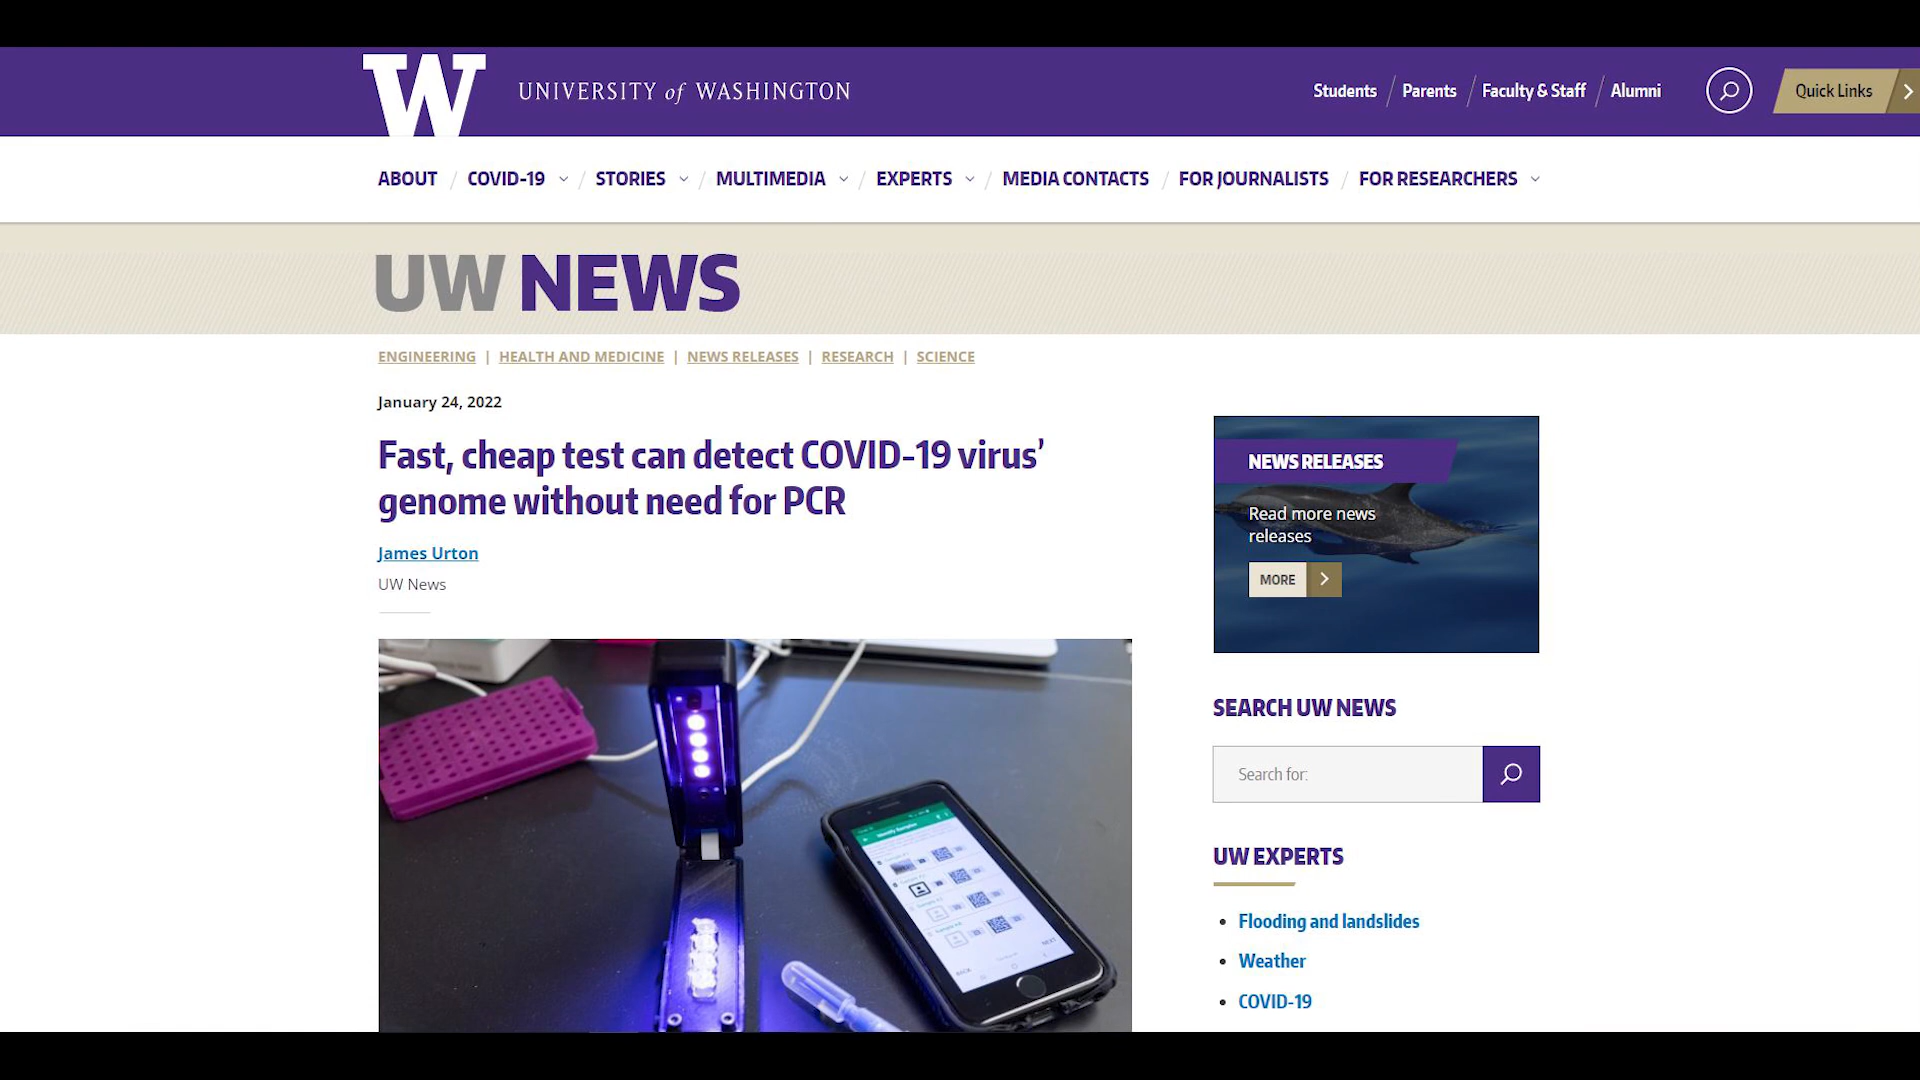 W UNIVERSITY of WASHINGTON
Students Parents Faculty & Staff Alumni Quick Links
ABOUT / COVID-19 / STORIES / MULTIMEDIA / EXPERTS / MEDIA CONTACTS / FOR JOURNALISTS / FOR RESEARCHERS
UW NEWS
ENGINEERING | HEALTH AND MEDICINE | NEWS RELEASES | RESEARCH | SCIENCE
January 24, 2022
Fast, cheap test can detect COVID-19 virus’
genome without need for PCR
James Urton
UW News
NEXT
BACK
NEWS RELEASES
Read more news
releases
MORE
SEARCH UW NEWS
Search for:
UW EXPERTS
Flooding and landslides
Weather
COVID-19